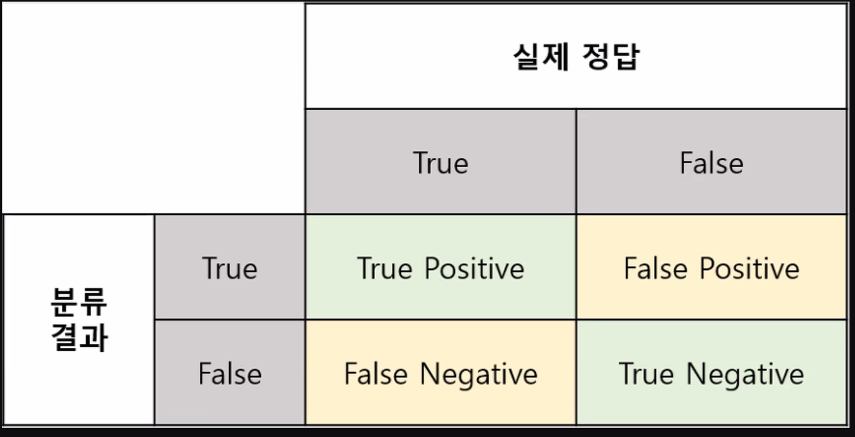 실제 정답
True False
분류
결과
True True Positive False Positive
False False Negative True Negative